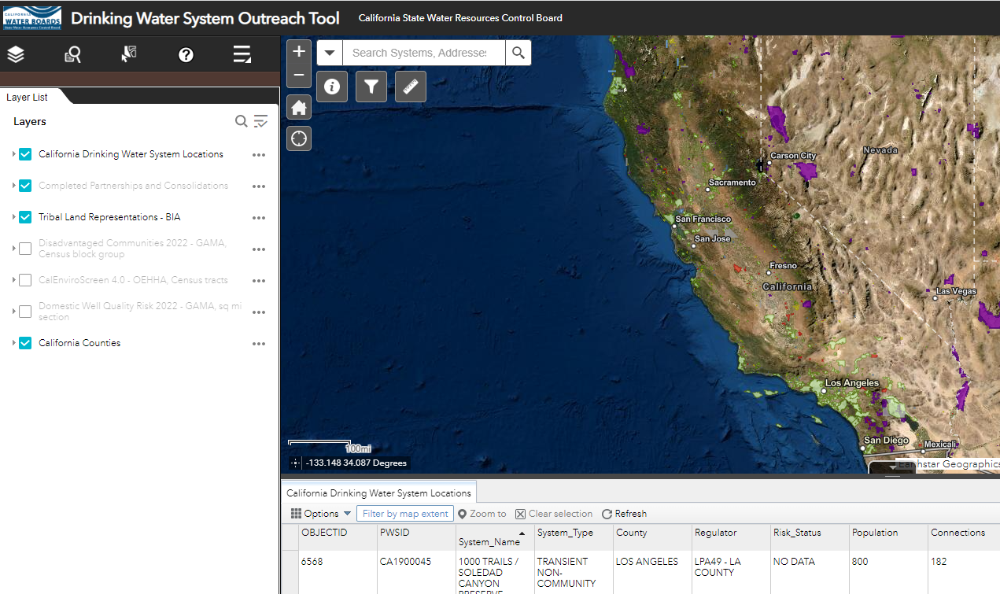 CALIFORNIA
WATER BOARDS
Drinking Water System Outreach Tool
California State Water Resources Control Board
Layer List
Layers
California Drinking Water System Locations
Completed Partnerships and Consolidations
Tribal Land Representations - BIA
Disadvantaged Communities 2022 - GAMA,
Census block group
CalEnviroScreen 4.0 - OEHHA, Census tracts
Domestic Well Quality Risk 2022 - GAMA, sq mi
section
California Counties
+
−
Search Systems, Addresses
Nevada
Carson City
Sacramento
San Francisco
San Jose
Fresno
California
Las Vegas
Los Angeles
San Diego
Mexicali
100mi
-133.148 34.087 Degrees
Earthstar Geographics
California Drinking Water System Locations
Options
Filter by map extent
Zoom to
Clear selection
Refresh
OBJECTID PWSID System_Name System_Type County Regulator Risk_Status Population Connections
6568 CA1900045 1000 TRAILS / TRANSIENT LOS ANGELES LPA49 - LA NO DATA 800 182
SOLEDAD NON- COUNTY
CANYON COMMUNITY
PRESERVE